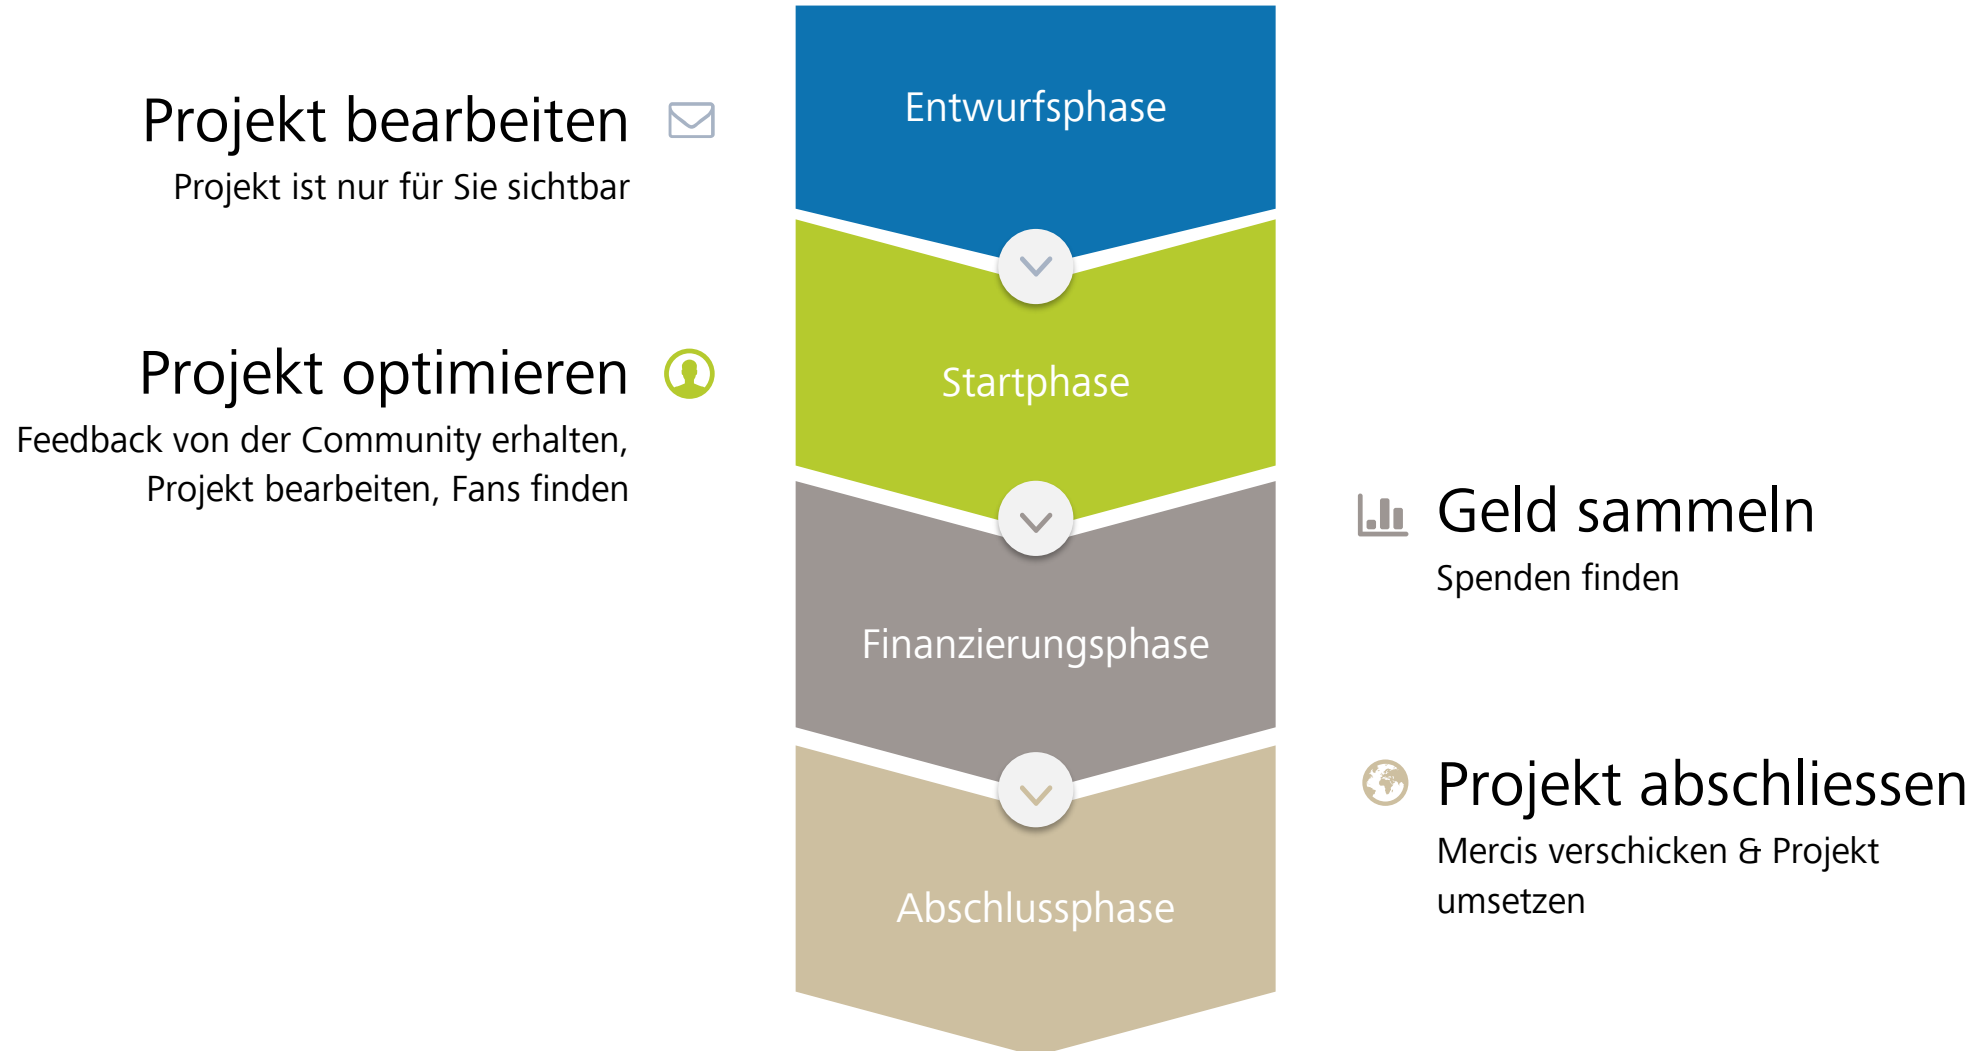 Entwurfsphase
Projekt bearbeiten
Projekt ist nur für Sie sichtbar
Startphase
Projekt optimieren
Feedback von der Community erhalten,
Projekt bearbeiten, Fans finden
Finanzierungsphase
Geld sammeln
Spenden finden
Abschlussphase
Projekt abschliessen
Mercis verschicken & Projekt
umsetzen